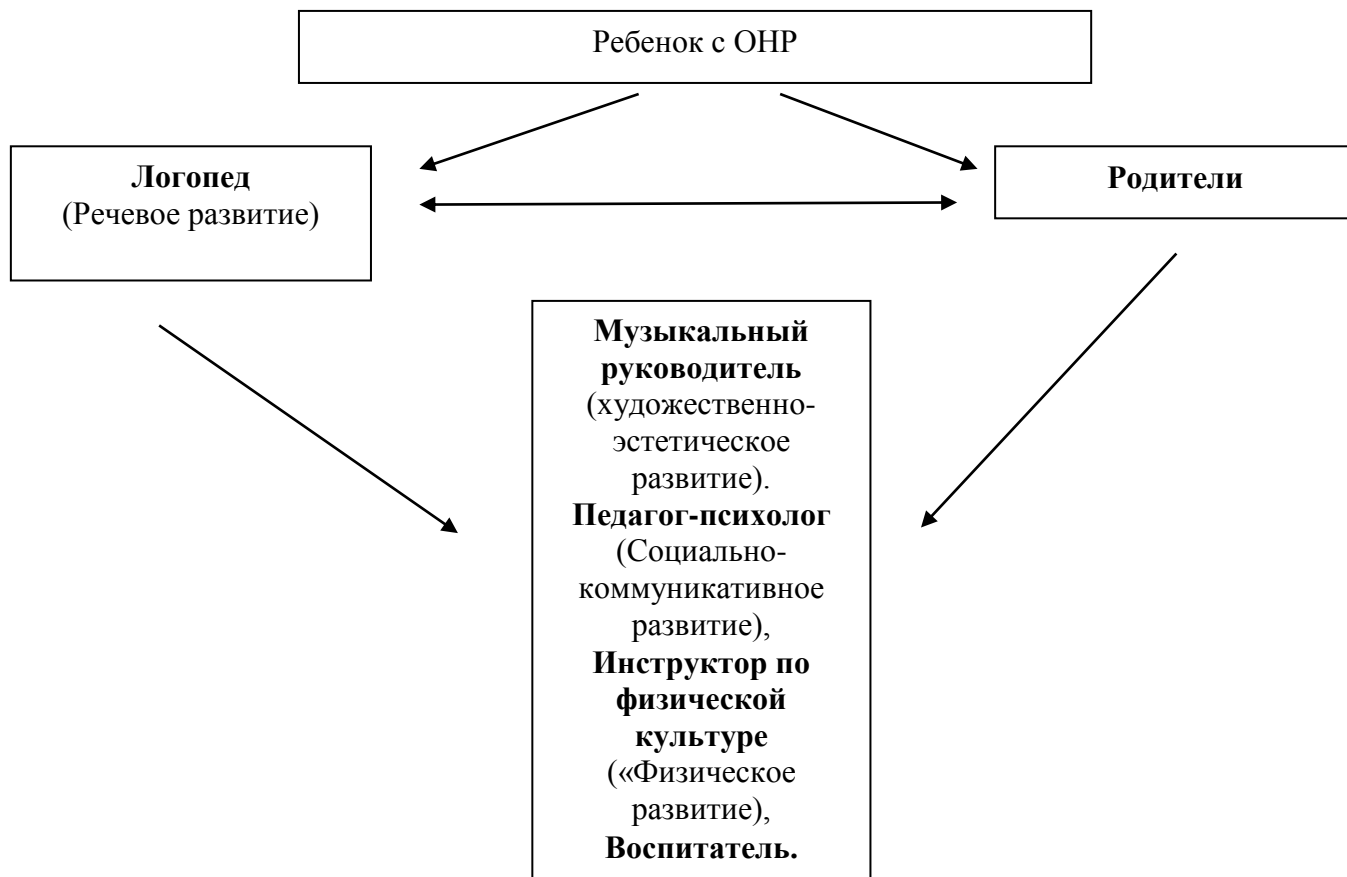 Ребенок с ОНР
Логопед
(Речевое развитие)
Родители
Музыкальный
руководитель
(художественно-
эстетическое
развитие).
Педагог-психолог
(Социально-
коммуникативное
развитие),
Инструктор по
физической
культуре
(«Физическое
развитие),
Воспитатель.